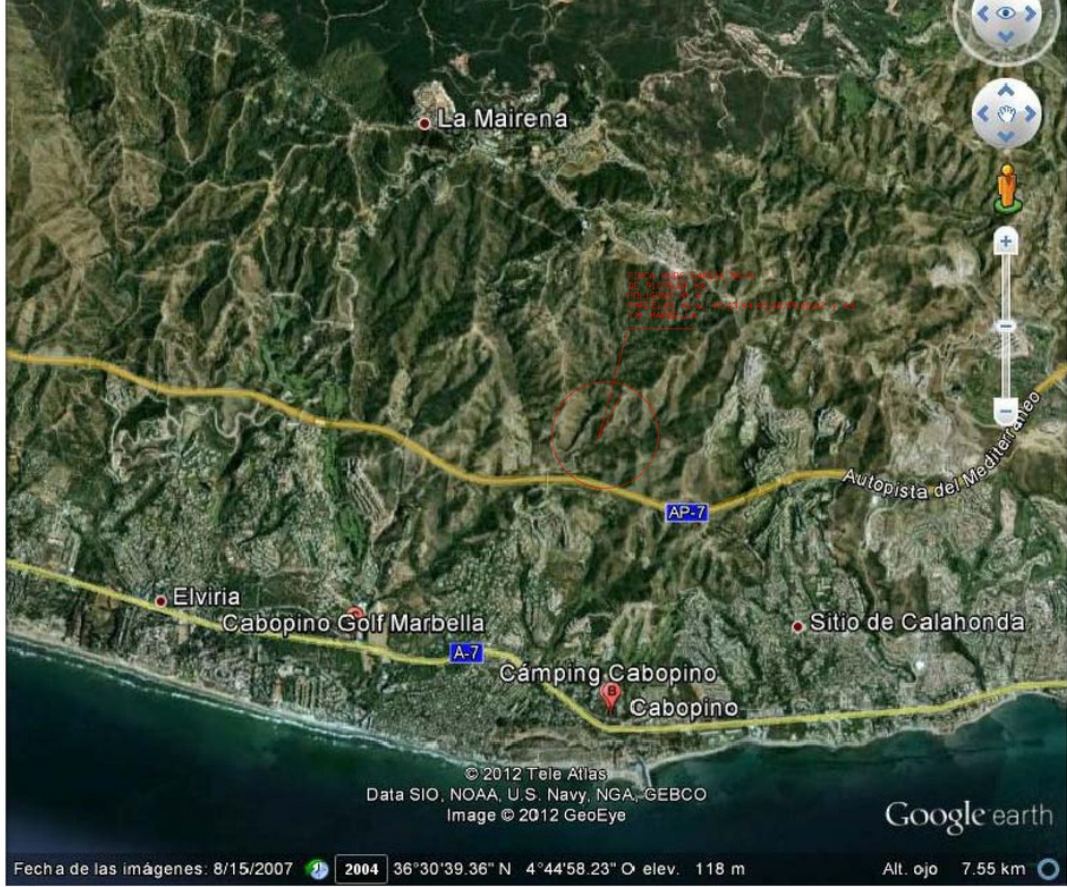 La Mairena
Autopista del Mediterráneo
AP-7
Elviria
Cabopino Golf Marbella
Sitio de Calahonda
A-7
Cámping Cabopino
B
Cabopino
© 2012 Tele Atlas
Data SIO, NOAA, U.S. Navy, NGA, GEBCO
Image © 2012 GeoEye
Google earth
Fecha de las imágenes: 8/15/2007 2004 36°30'39.36" N 4°44'58.23" O elev. 118 m Alt. ojo 7.55 km